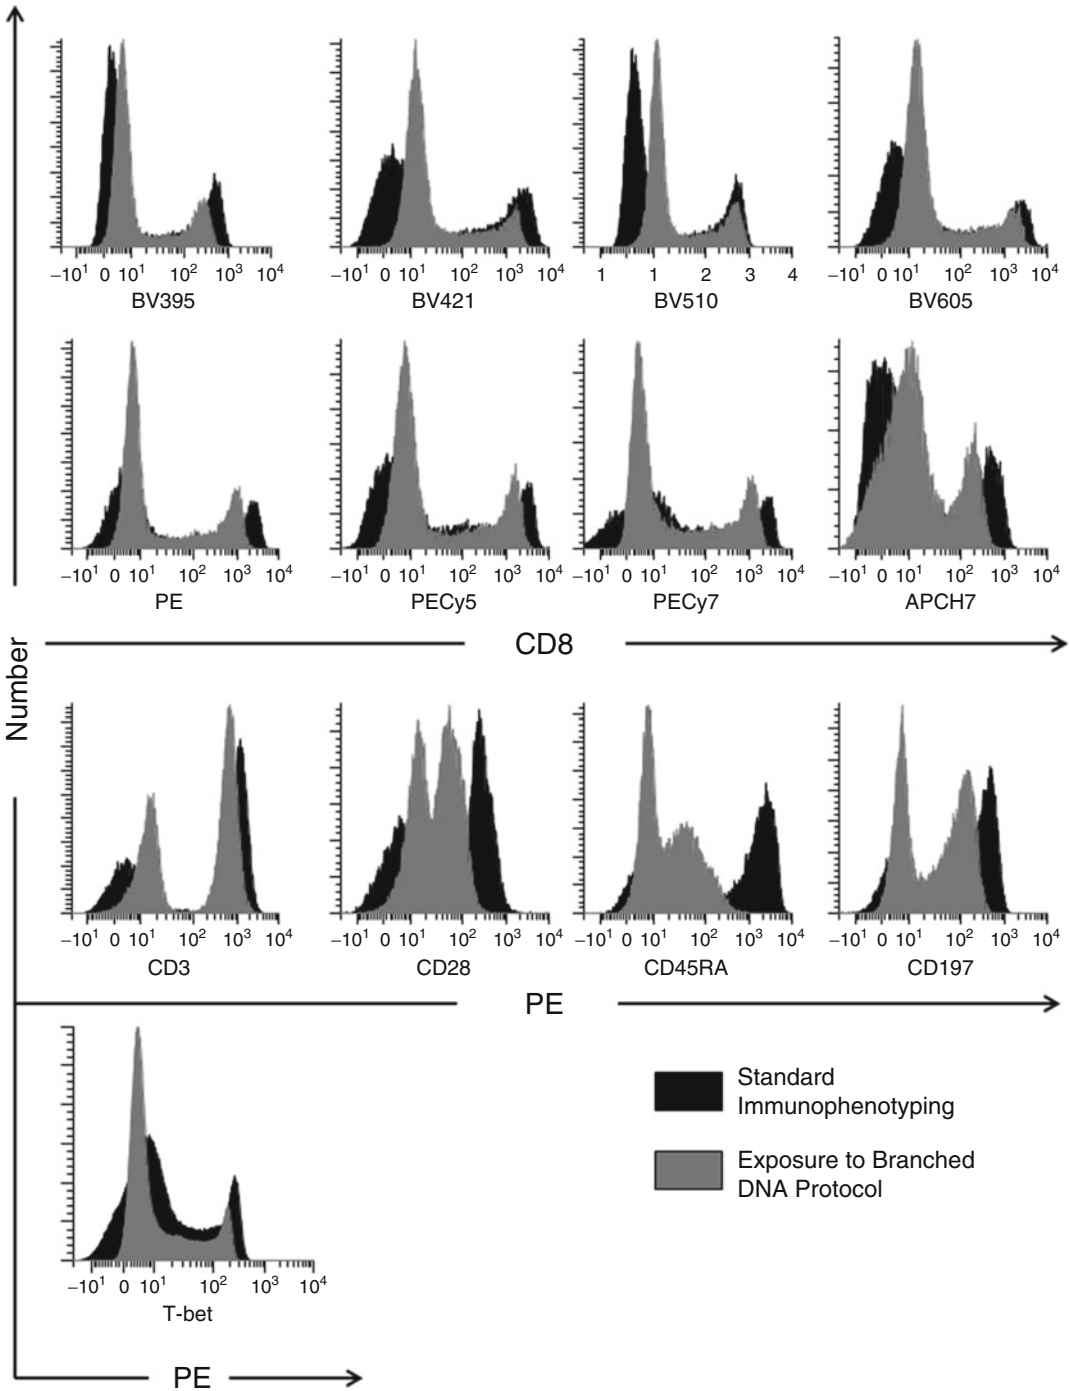 −10¹ 0 10¹ 10² 10³ 10⁴
BV395
−10¹ 0 10¹ 10² 10³ 10⁴
BV421
1 1 2 3 4
BV510
−10¹ 0 10¹ 10² 10³ 10⁴
BV605
−10¹ 0 10¹ 10² 10³ 10⁴
PE
−10¹ 0 10¹ 10² 10³ 10⁴
PECy5
−10¹ 0 10¹ 10² 10³ 10⁴
PECy7
−10¹ 0 10¹ 10² 10³ 10⁴
APCH7
CD8
Number
−10¹ 0 10¹ 10² 10³ 10⁴
CD3
−10¹ 0 10¹ 10² 10³ 10⁴
CD28
−10¹ 0 10¹ 10² 10³ 10⁴
CD45RA
−10¹ 0 10¹ 10² 10³ 10⁴
CD197
PE
−10¹ 0 10¹ 10² 10³ 10⁴
T-bet
PE
Standard
Immunophenotyping
Exposure to Branched
DNA Protocol